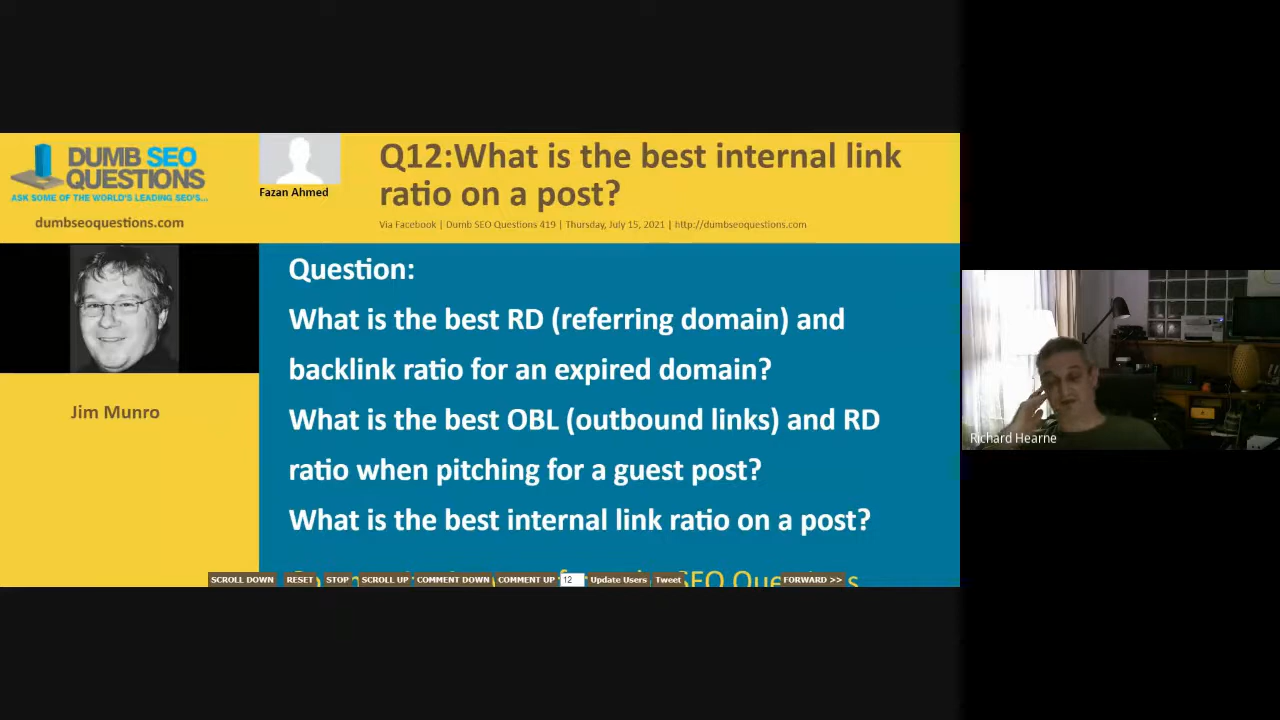 DUMB SEO
QUESTIONS
ASK SOME OF THE WORLD'S LEADING SEO'S...
dumbseoquestions.com
Fazan Ahmed
Q12:What is the best internal link
ratio on a post?
Via Facebook | Dumb SEO Questions 419 | Thursday, July 15, 2021 | http://dumbseoquestions.com
Jim Munro
Question:
What is the best RD (referring domain) and
backlink ratio for an expired domain?
What is the best OBL (outbound links) and RD
ratio when pitching for a guest post?
What is the best internal link ratio on a post?
SEO
SCROLL DOWN RESET STOP SCROLL UP COMMENT DOWN COMMENT UP 12 Update Users Tweet FORWARD >>
Richard Hearne